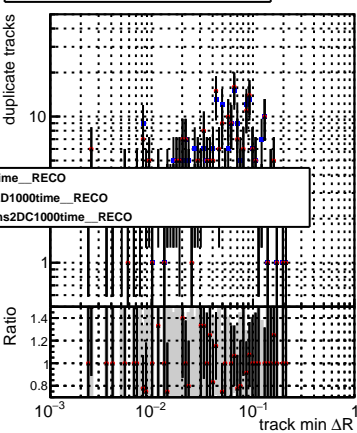 duplicate tracks
10
ime__RECO
D1000time__RECO
ns2DC1000time__RECO
1
Ratio
1.4
1.2
1
0.8
10⁻³ 10⁻² 10⁻¹ 1
track min ΔR